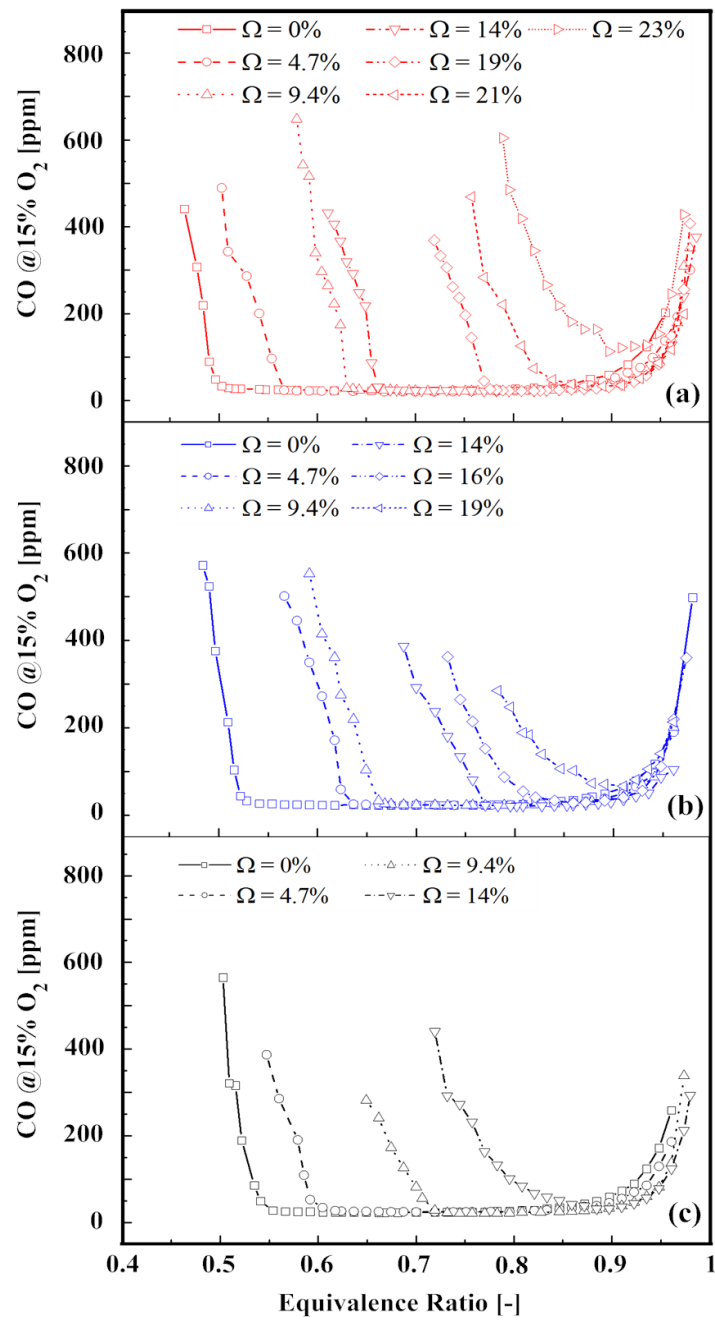 Ω = 0% Ω = 14% Ω = 23%
Ω = 4.7% Ω = 19%
Ω = 9.4% Ω = 21%
800
600
400
200
0
CO @15% O₂ [ppm]
(a)
Ω = 0% Ω = 14%
Ω = 4.7% Ω = 16%
Ω = 9.4% Ω = 19%
800
600
400
200
0
CO @15% O₂ [ppm]
(b)
Ω = 0% Ω = 9.4%
Ω = 4.7% Ω = 14%
800
600
400
200
0
CO @15% O₂ [ppm]
(c)
0.4 0.5 0.6 0.7 0.8 0.9 1
Equivalence Ratio [-]